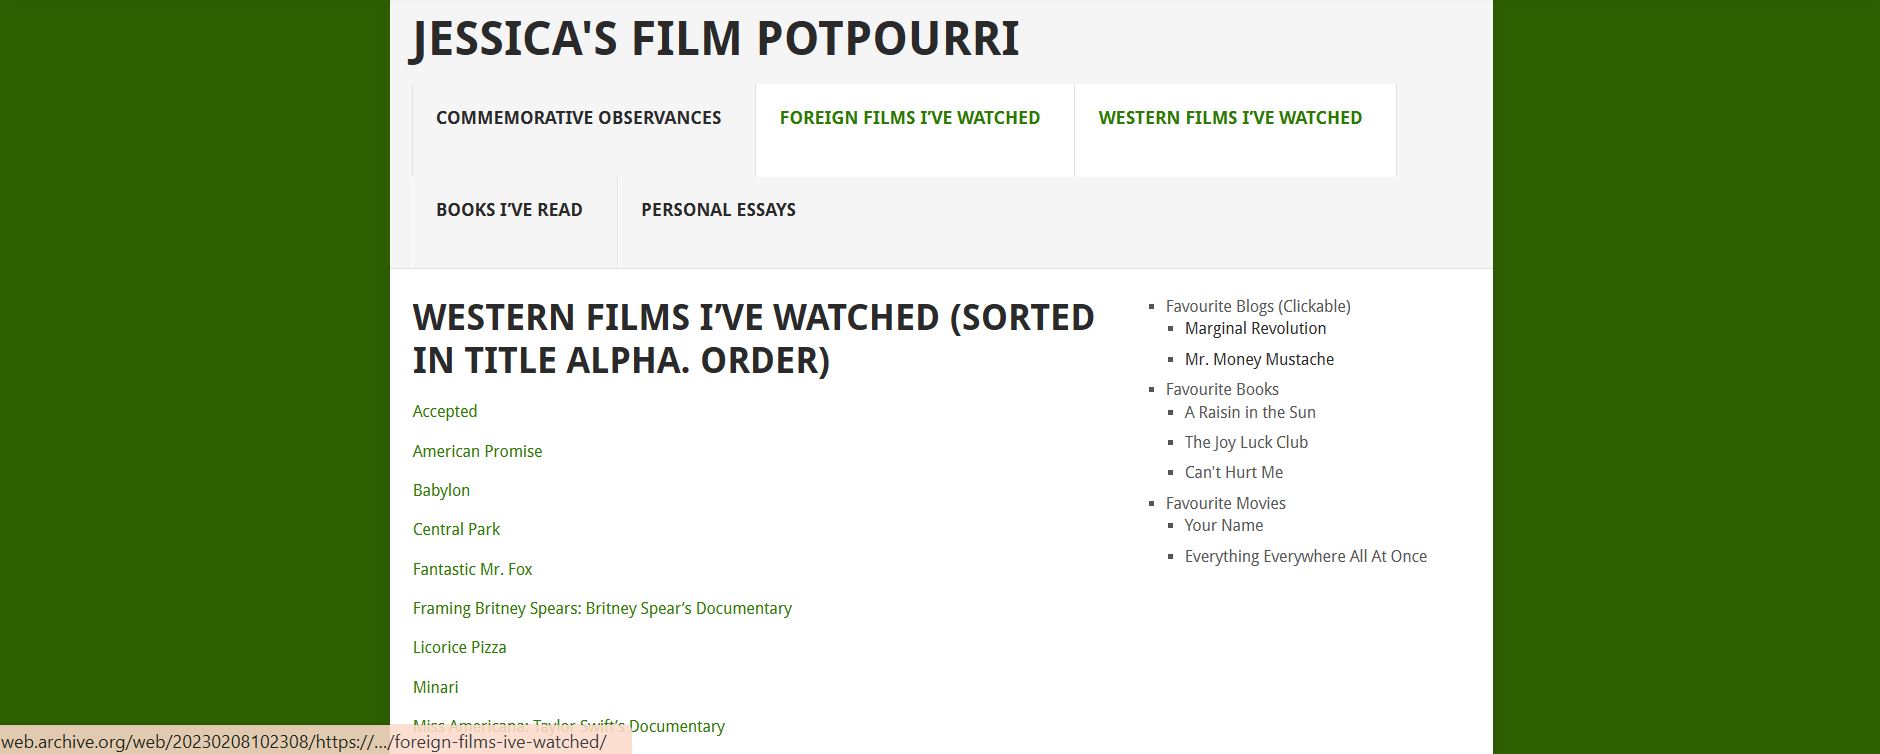 JESSICA'S FILM POTPOURRI
COMMEMORATIVE OBSERVANCES
FOREIGN FILMS I’VE WATCHED
WESTERN FILMS I’VE WATCHED
BOOKS I’VE READ
PERSONAL ESSAYS
WESTERN FILMS I’VE WATCHED (SORTED
IN TITLE ALPHA. ORDER)
Accepted
American Promise
Babylon
Central Park
Fantastic Mr. Fox
Framing Britney Spears: Britney Spear’s Documentary
Licorice Pizza
Minari
Miss Americana: Taylor Swift’s Documentary
Favourite Blogs (Clickable)
Marginal Revolution
Mr. Money Mustache
Favourite Books
A Raisin in the Sun
The Joy Luck Club
Can't Hurt Me
Favourite Movies
Your Name
Everything Everywhere All At Once
web.archive.org/web/20230208102308/https://.../foreign-films-ive-watched/